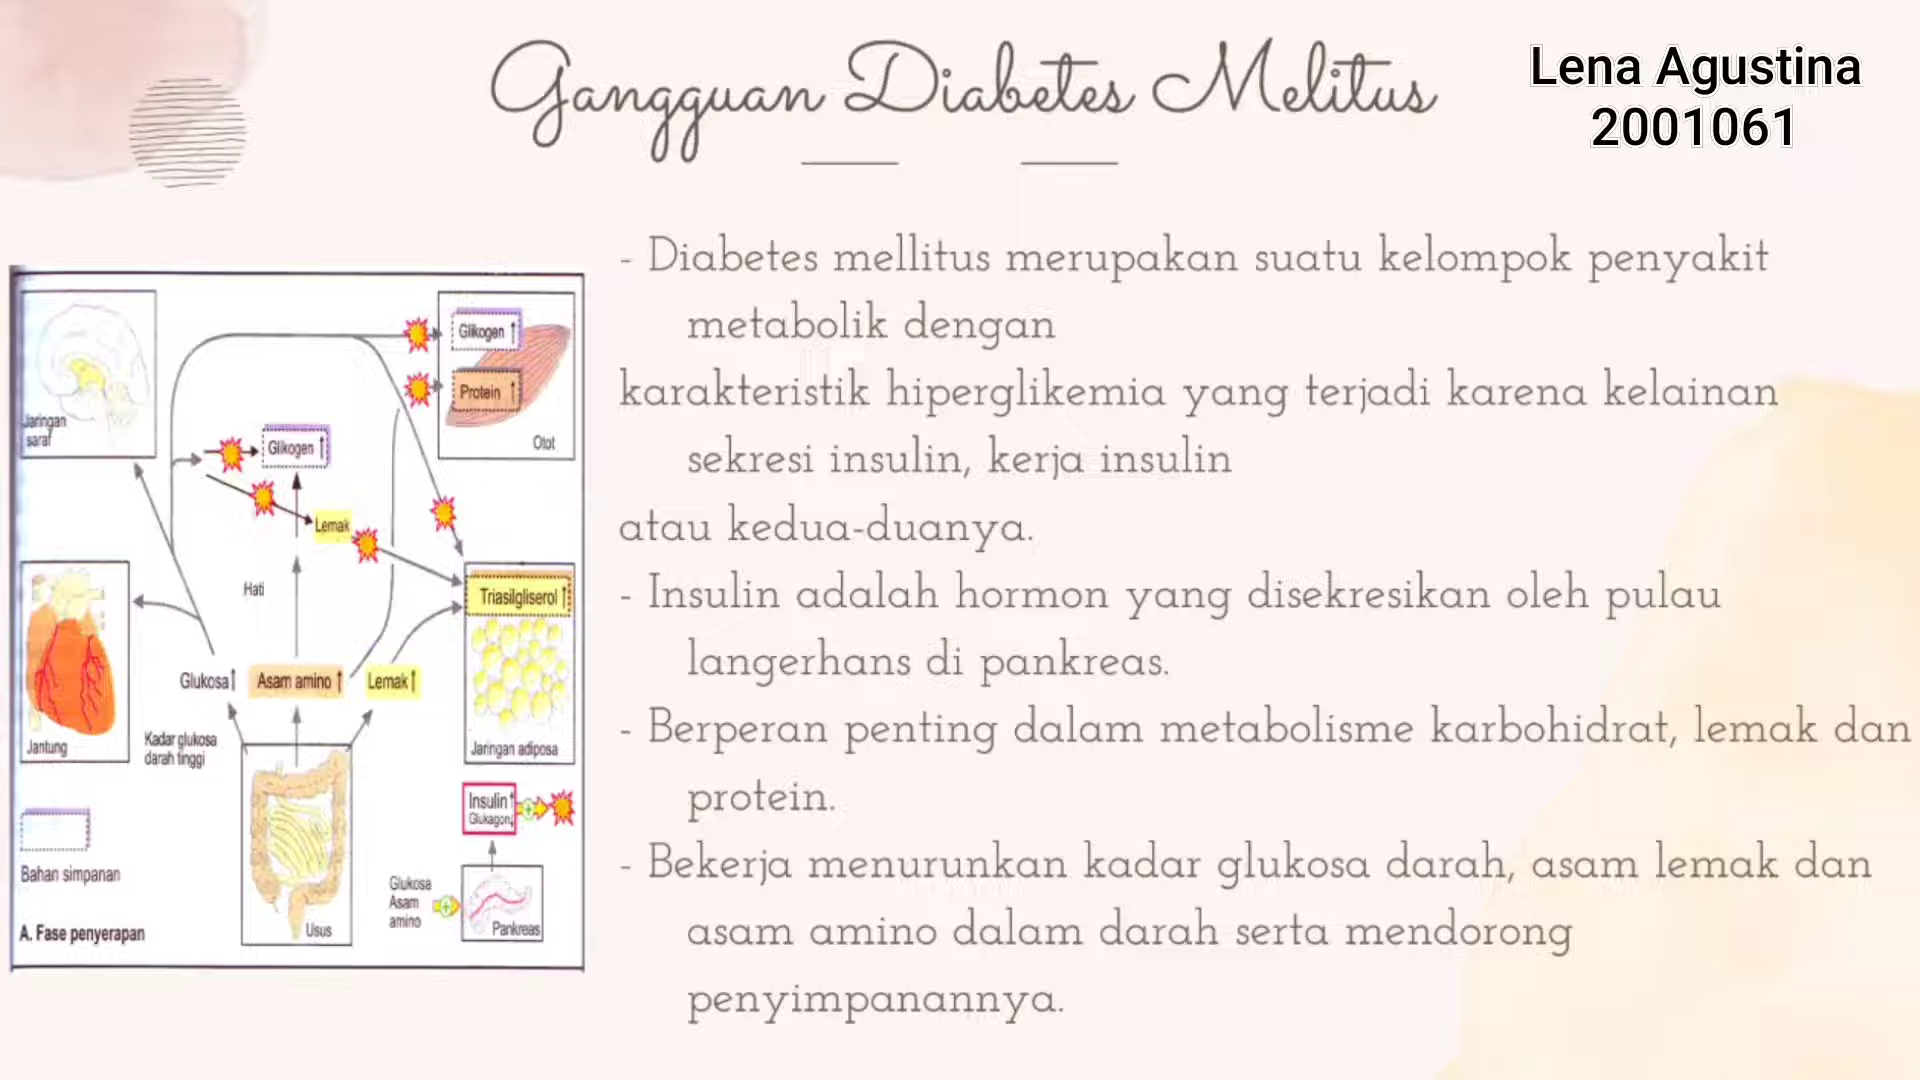 Gangguan Diabetes Melitus
Lena Agustina
2001061
- Diabetes mellitus merupakan suatu kelompok penyakit
metabolik dengan
karakteristik hiperglikemia yang terjadi karena kelainan
sekresi insulin, kerja insulin
atau kedua-duanya.
- Insulin adalah hormon yang disekresikan oleh pulau
langerhans di pankreas.
- Berperan penting dalam metabolisme karbohidrat, lemak dan
protein.
- Bekerja menurunkan kadar glukosa darah, asam lemak dan
asam amino dalam darah serta mendorong
penyimpanannya.
Jaringan
saraf
Glikogen ↑
Protein ↑
Otot
Glikogen ↑
Lemak
Hati
Triasilgliserol ↑
Jaringan adiposa
Jantung
Glukosa ↑
Asam amino ↑
Lemak ↑
Kadar glukosa
darah tinggi
Usus
Insulin ↑
Glukagon ↓
Glukosa
Asam
amino
Pankreas
Bahan simpanan
A. Fase penyerapan